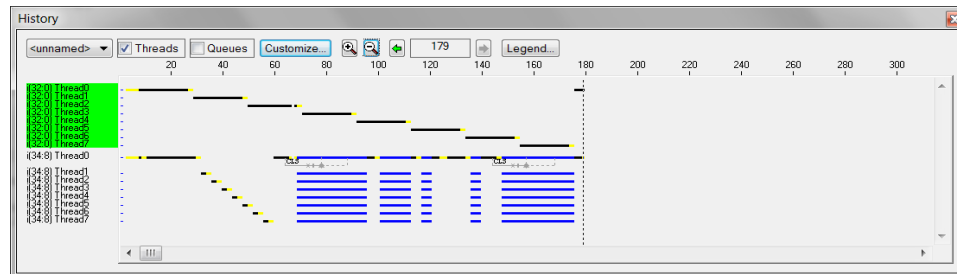 History
<unnamed> Threads Queues Customize... 179 Legend...
20 40 60 80 100 120 140 160 180 200 220 240 260 280 300
i(32:0) Thread0
i(32:0) Thread1
i(32:0) Thread2
i(32:0) Thread3
i(32:0) Thread4
i(32:0) Thread5
i(32:0) Thread6
i(32:0) Thread7
i(34:8) Thread0
CL3 CL3
i(34:8) Thread1
i(34:8) Thread2
i(34:8) Thread3
i(34:8) Thread4
i(34:8) Thread5
i(34:8) Thread6
i(34:8) Thread7